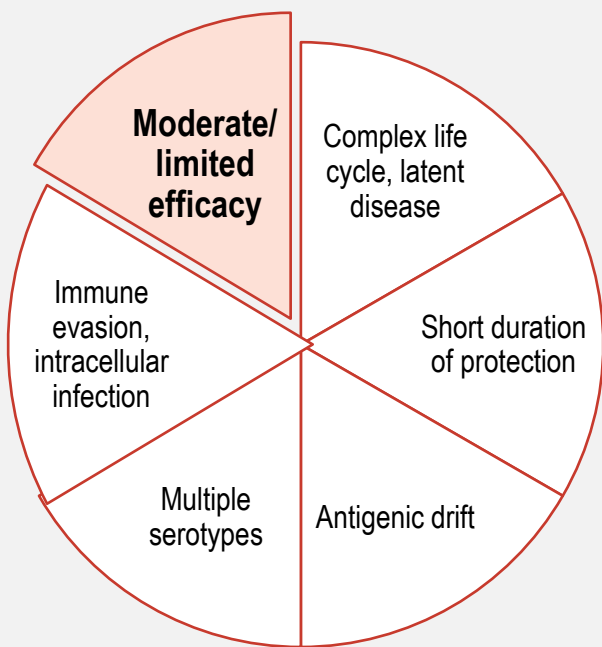 Moderate/
limited
efficacy
Complex life
cycle, latent
disease
Short duration
of protection
Antigenic drift
Multiple
serotypes
Immune
evasion,
intracellular
infection